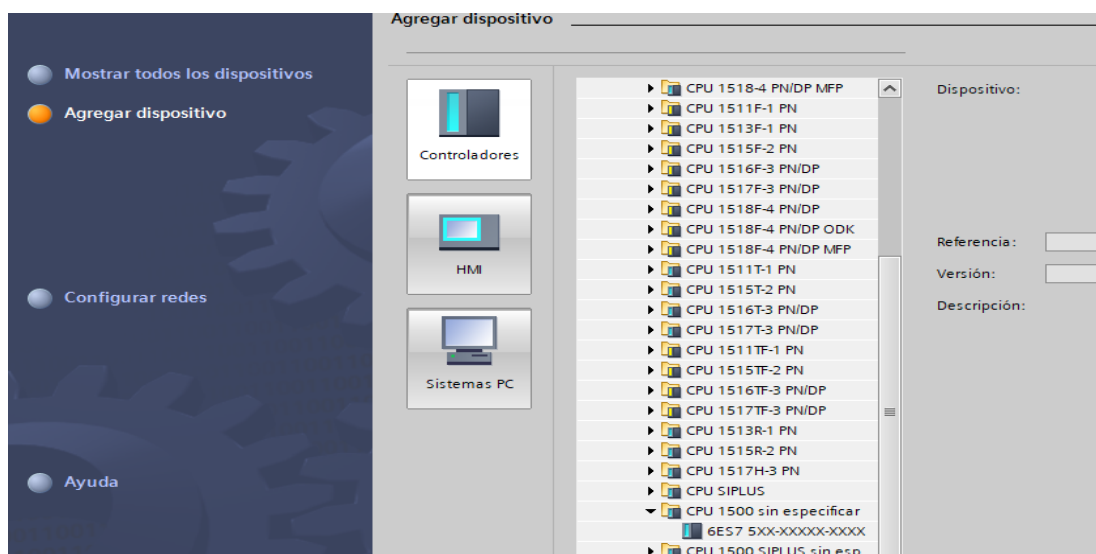 Agregar dispositivo
Mostrar todos los dispositivos
Agregar dispositivo
Configurar redes
Ayuda
Controladores
HMI
Sistemas PC
CPU 1518-4 PN/DP MFP
CPU 1511F-1 PN
CPU 1513F-1 PN
CPU 1515F-2 PN
CPU 1516F-3 PN/DP
CPU 1517F-3 PN/DP
CPU 1518F-4 PN/DP
CPU 1518F-4 PN/DP ODK
CPU 1518F-4 PN/DP MFP
CPU 1511T-1 PN
CPU 1515T-2 PN
CPU 1516T-3 PN/DP
CPU 1517T-3 PN/DP
CPU 1511TF-1 PN
CPU 1515TF-2 PN
CPU 1516TF-3 PN/DP
CPU 1517TF-3 PN/DP
CPU 1513R-1 PN
CPU 1515R-2 PN
CPU 1517H-3 PN
CPU SIPLUS
CPU 1500 sin especificar
6ES7 5XX-XXXXX-XXXX
CPU 1500 SIPLUS sin esp
Dispositivo:
Referencia:
Versión:
Descripción: